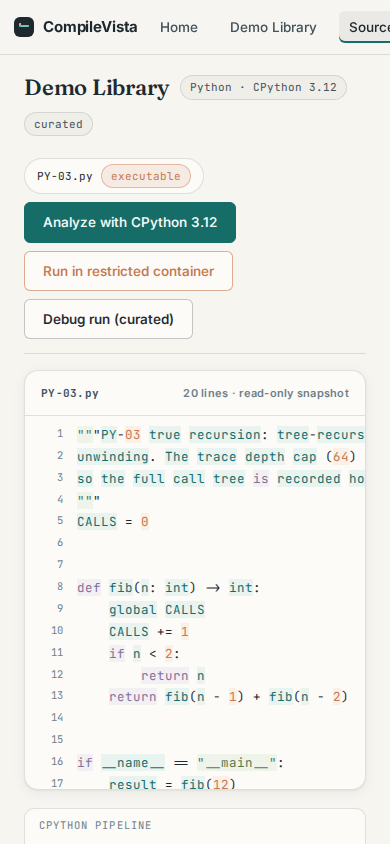 CompileVista Home Demo Library Source
Demo Library Python · CPython 3.12
curated
PY-03.py executable
Analyze with CPython 3.12
Run in restricted container
Debug run (curated)
PY-03.py 20 lines · read-only snapshot
1 """PY-03 true recursion: tree-recurs
2 unwinding. The trace depth cap (64)
3 so the full call tree is recorded ho
4 """
5 CALLS = 0
6
7
8 def fib(n: int) -> int:
9 global CALLS
10 CALLS += 1
11 if n < 2:
12 return n
13 return fib(n - 1) + fib(n - 2)
14
15
16 if __name__ == "__main__":
17 result = fib(12)
CPYTHON PIPELINE